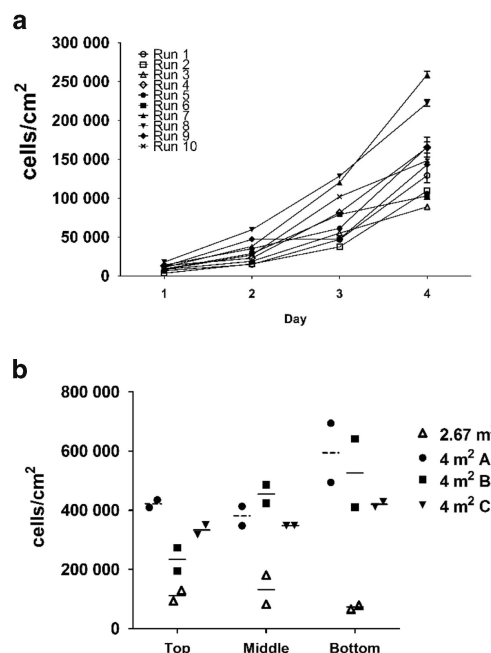 a
300 000
250 000
200 000
150 000
100 000
50 000
0
cells/cm²
Run 1
Run 2
Run 3
Run 4
Run 5
Run 6
Run 7
Run 8
Run 9
Run 10
1 2 3 4
Day
b
800 000
600 000
400 000
200 000
0
cells/cm²
2.67
4 m² A
4 m² B
4 m² C
Top Middle Bottom